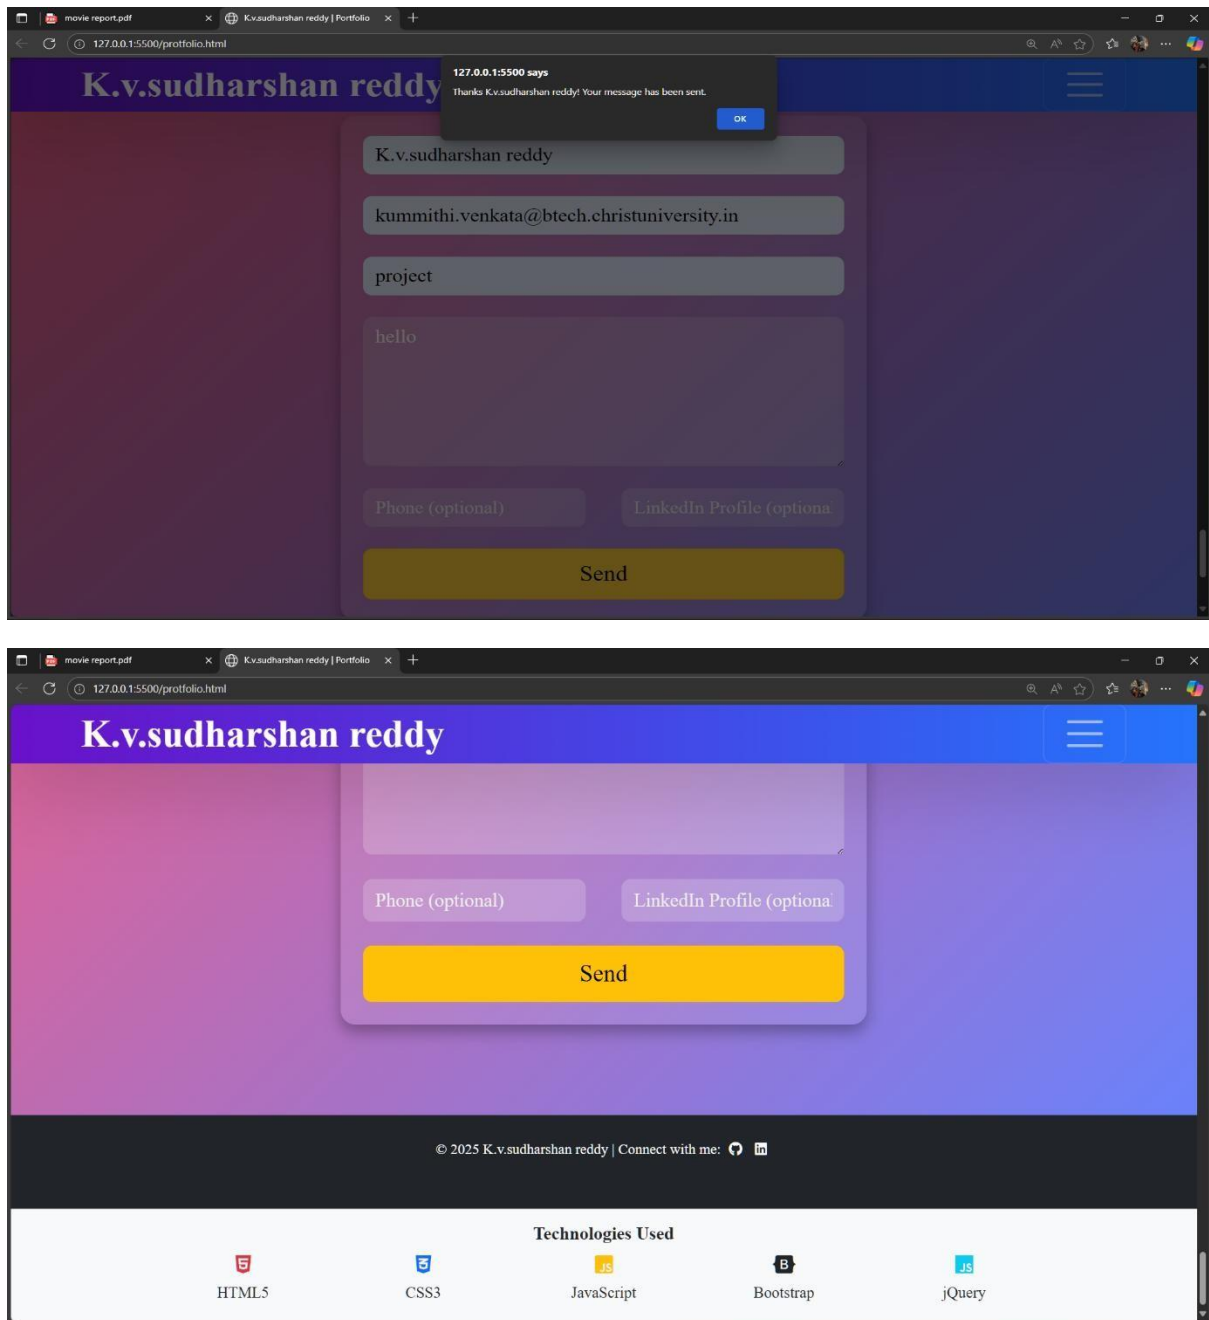 movie report.pdf
K.v.sudharshan reddy | Portfolio
127.0.0.1:5500/protfolio.html
K.v.sudharshan reddy
127.0.0.1:5500 says
Thanks K.v.sudharshan reddy! Your message has been sent.
OK
K.v.sudharshan reddy
kummithi.venkata@btech.christuniversity.in
project
hello
Phone (optional)
LinkedIn Profile (optiona
Send
movie report.pdf
K.v.sudharshan reddy | Portfolio
127.0.0.1:5500/protfolio.html
K.v.sudharshan reddy
Phone (optional)
LinkedIn Profile (optiona
Send
© 2025 K.v.sudharshan reddy | Connect with me:
Technologies Used
HTML5
CSS3
JavaScript
Bootstrap
jQuery